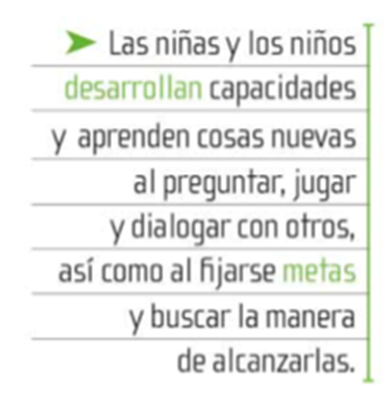 Las niñas y los niños
desarrollan capacidades
y aprenden cosas nuevas
al preguntar, jugar
y dialogar con otros,
así como al fijarse metas
y buscar la manera
de alcanzarlas.